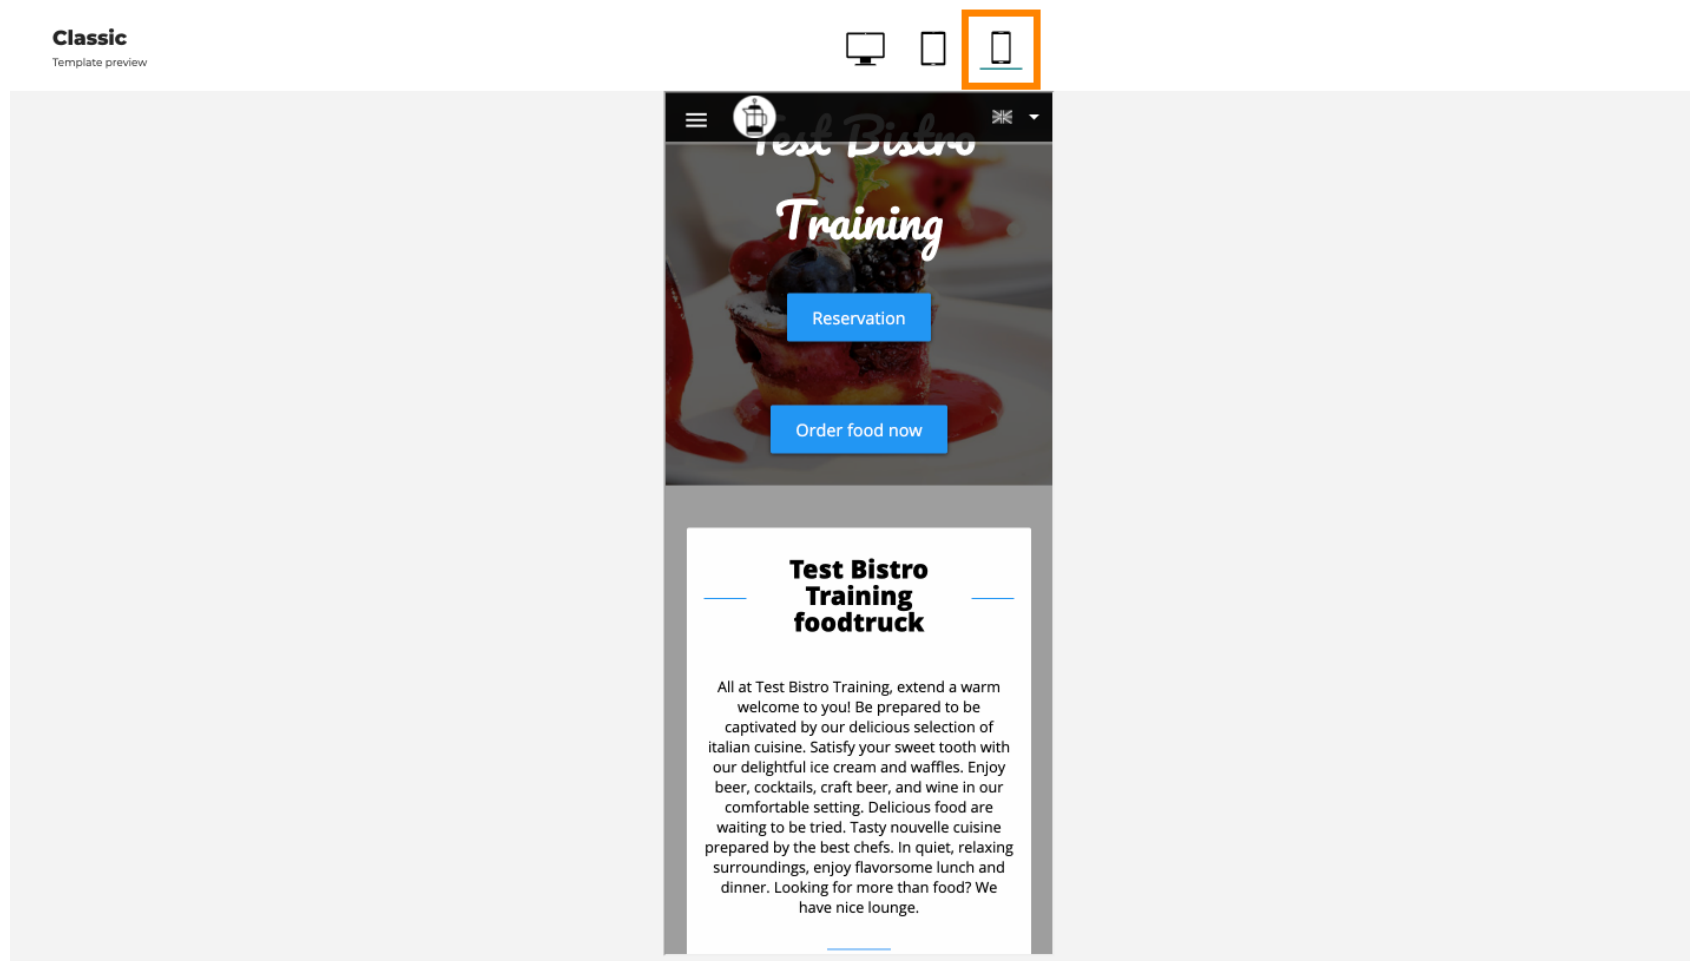 Classic
Template preview
Test Bistro
Training
Reservation
Order food now
Test Bistro
Training
foodtruck
All at Test Bistro Training, extend a warm
welcome to you! Be prepared to be
captivated by our delicious selection of
italian cuisine. Satisfy your sweet tooth with
our delightful ice cream and waffles. Enjoy
beer, cocktails, craft beer, and wine in our
comfortable setting. Delicious food are
waiting to be tried. Tasty nouvelle cuisine
prepared by the best chefs. In quiet, relaxing
surroundings, enjoy flavorsome lunch and
dinner. Looking for more than food? We
have nice lounge.